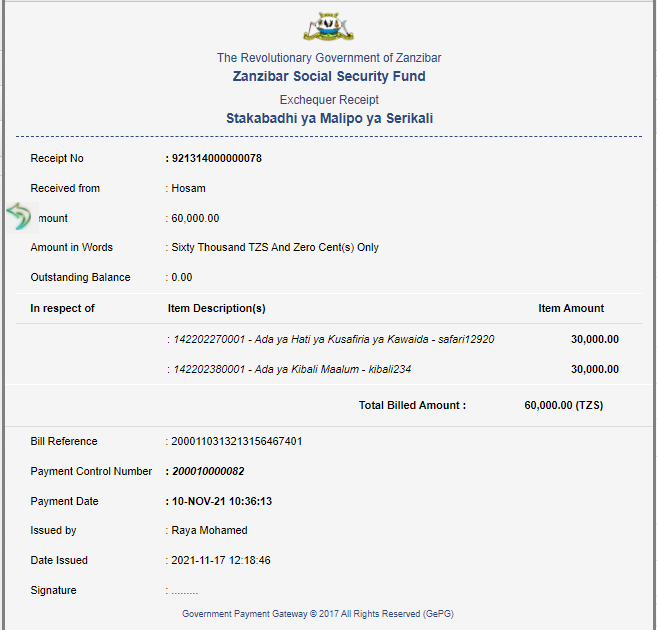 The Revolutionary Government of Zanzibar
Zanzibar Social Security Fund
Exchequer Receipt
Stakabadhi ya Malipo ya Serikali
Receipt No : 921314000000078
Received from : Hosam
mount : 60,000.00
Amount in Words : Sixty Thousand TZS And Zero Cent(s) Only
Outstanding Balance : 0.00
In respect of Item Description(s) Item Amount
: 142202270001 - Ada ya Hati ya Kusafiria ya Kawaida - safari12920 30,000.00
: 142202380001 - Ada ya Kibali Maalum - kibali234 30,000.00
Total Billed Amount : 60,000.00 (TZS)
Bill Reference : 2000110313213156467401
Payment Control Number : 200010000082
Payment Date : 10-NOV-21 10:36:13
Issued by : Raya Mohamed
Date Issued : 2021-11-17 12:18:46
Signature : .........
Government Payment Gateway © 2017 All Rights Reserved (GePG)